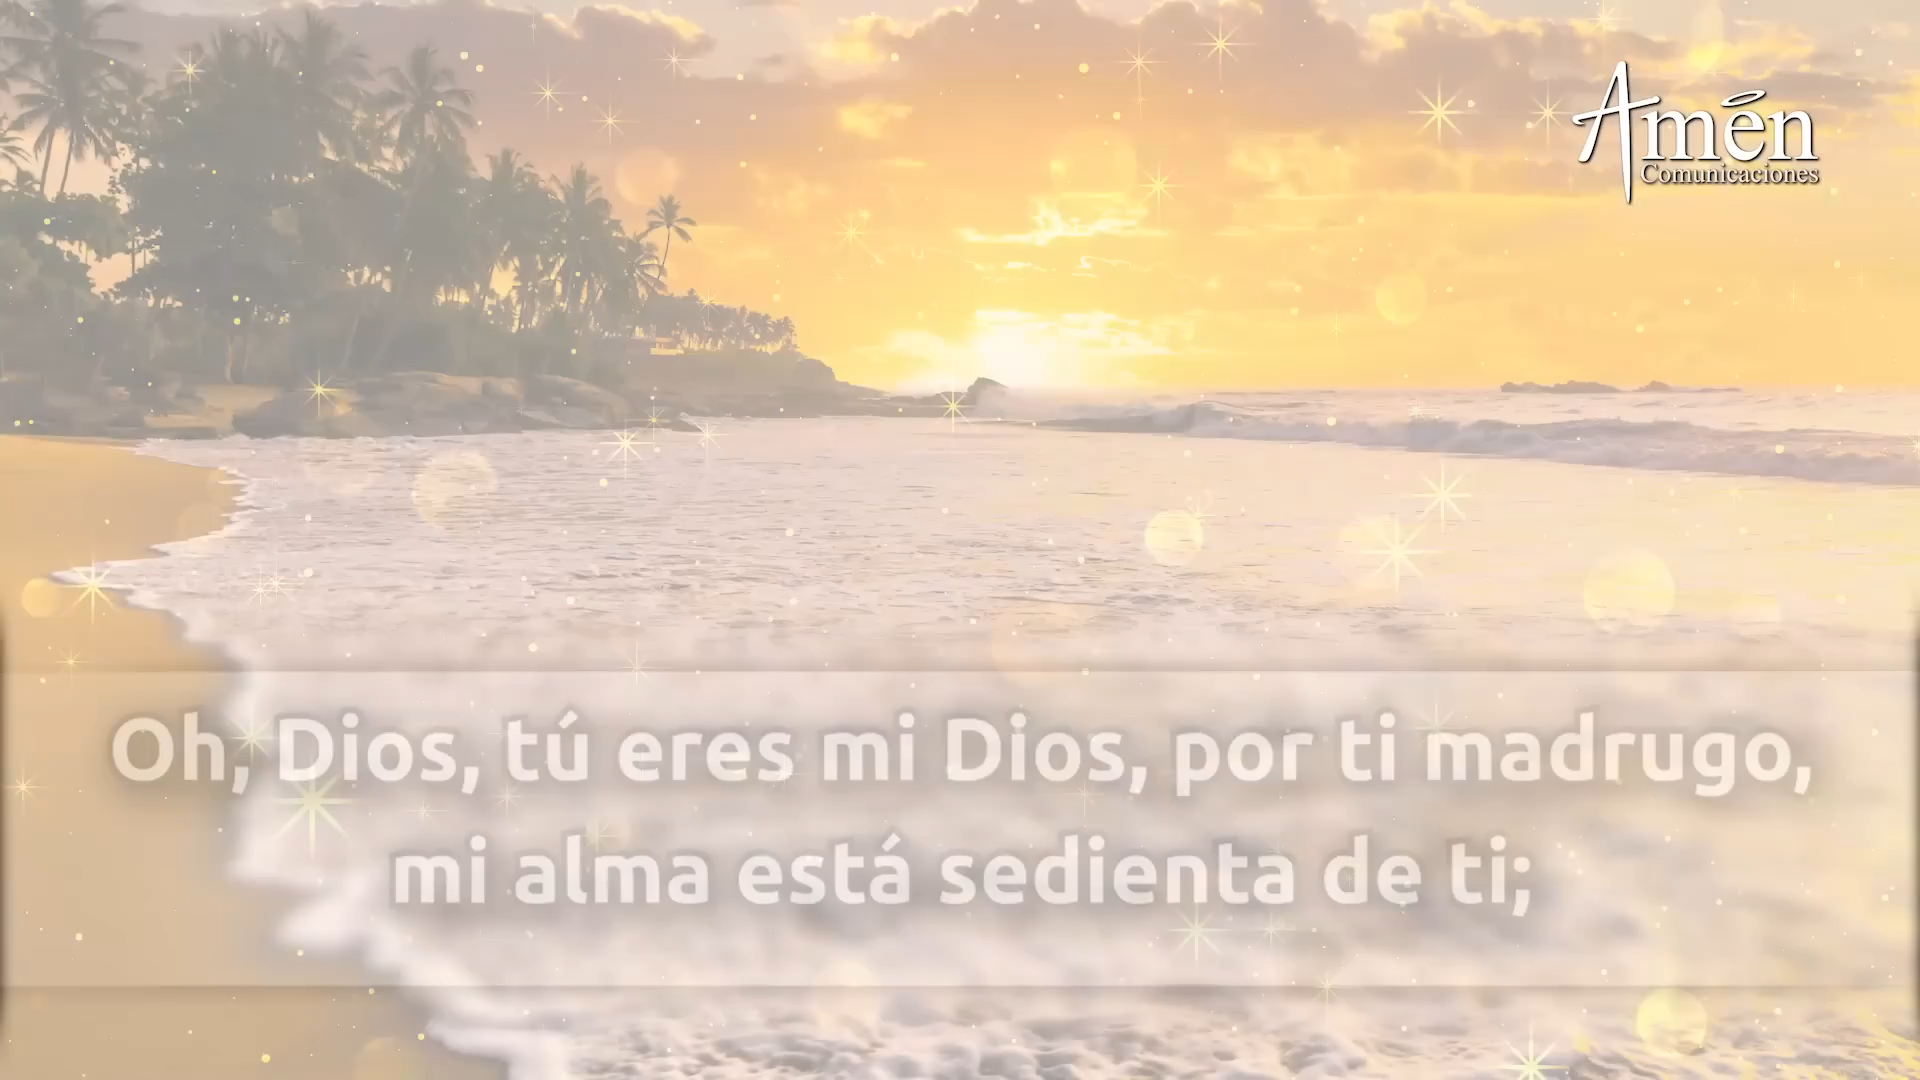 Amén
Comunicaciones
Oh, Dios, tú eres mi Dios, por ti madrugo,
mi alma está sedienta de ti;